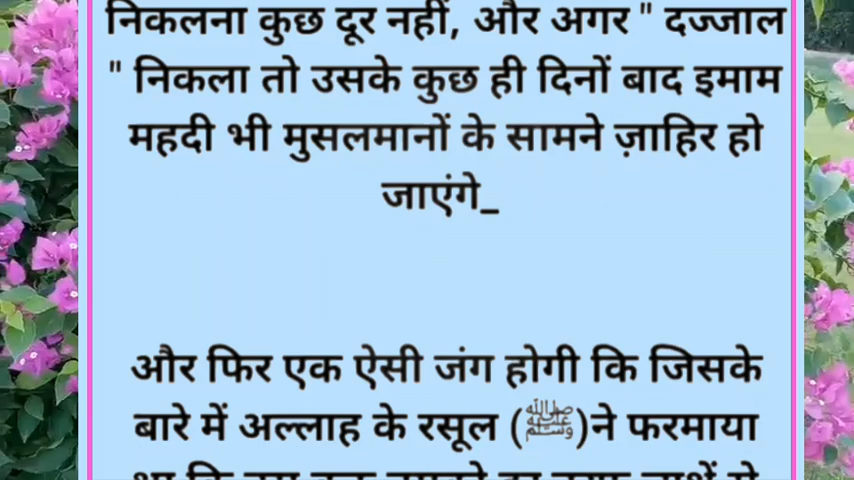 निकलना कुछ दूर नहीं, और अगर " दज्जाल
" निकला तो उसके कुछ ही दिनों बाद इमाम
महदी भी मुसलमानों के सामने ज़ाहिर हो
जाएंगे_
और फिर एक ऐसी जंग होगी कि जिसके
बारे में अल्लाह के रसूल (ﷺ)ने फरमाया